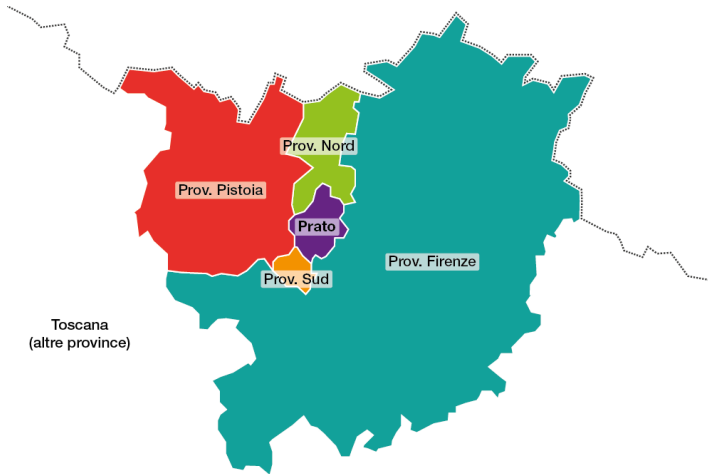 Prov. Nord
Prov. Pistoia
Prato
Prov. Firenze
Prov. Sud
Toscana
(altre province)